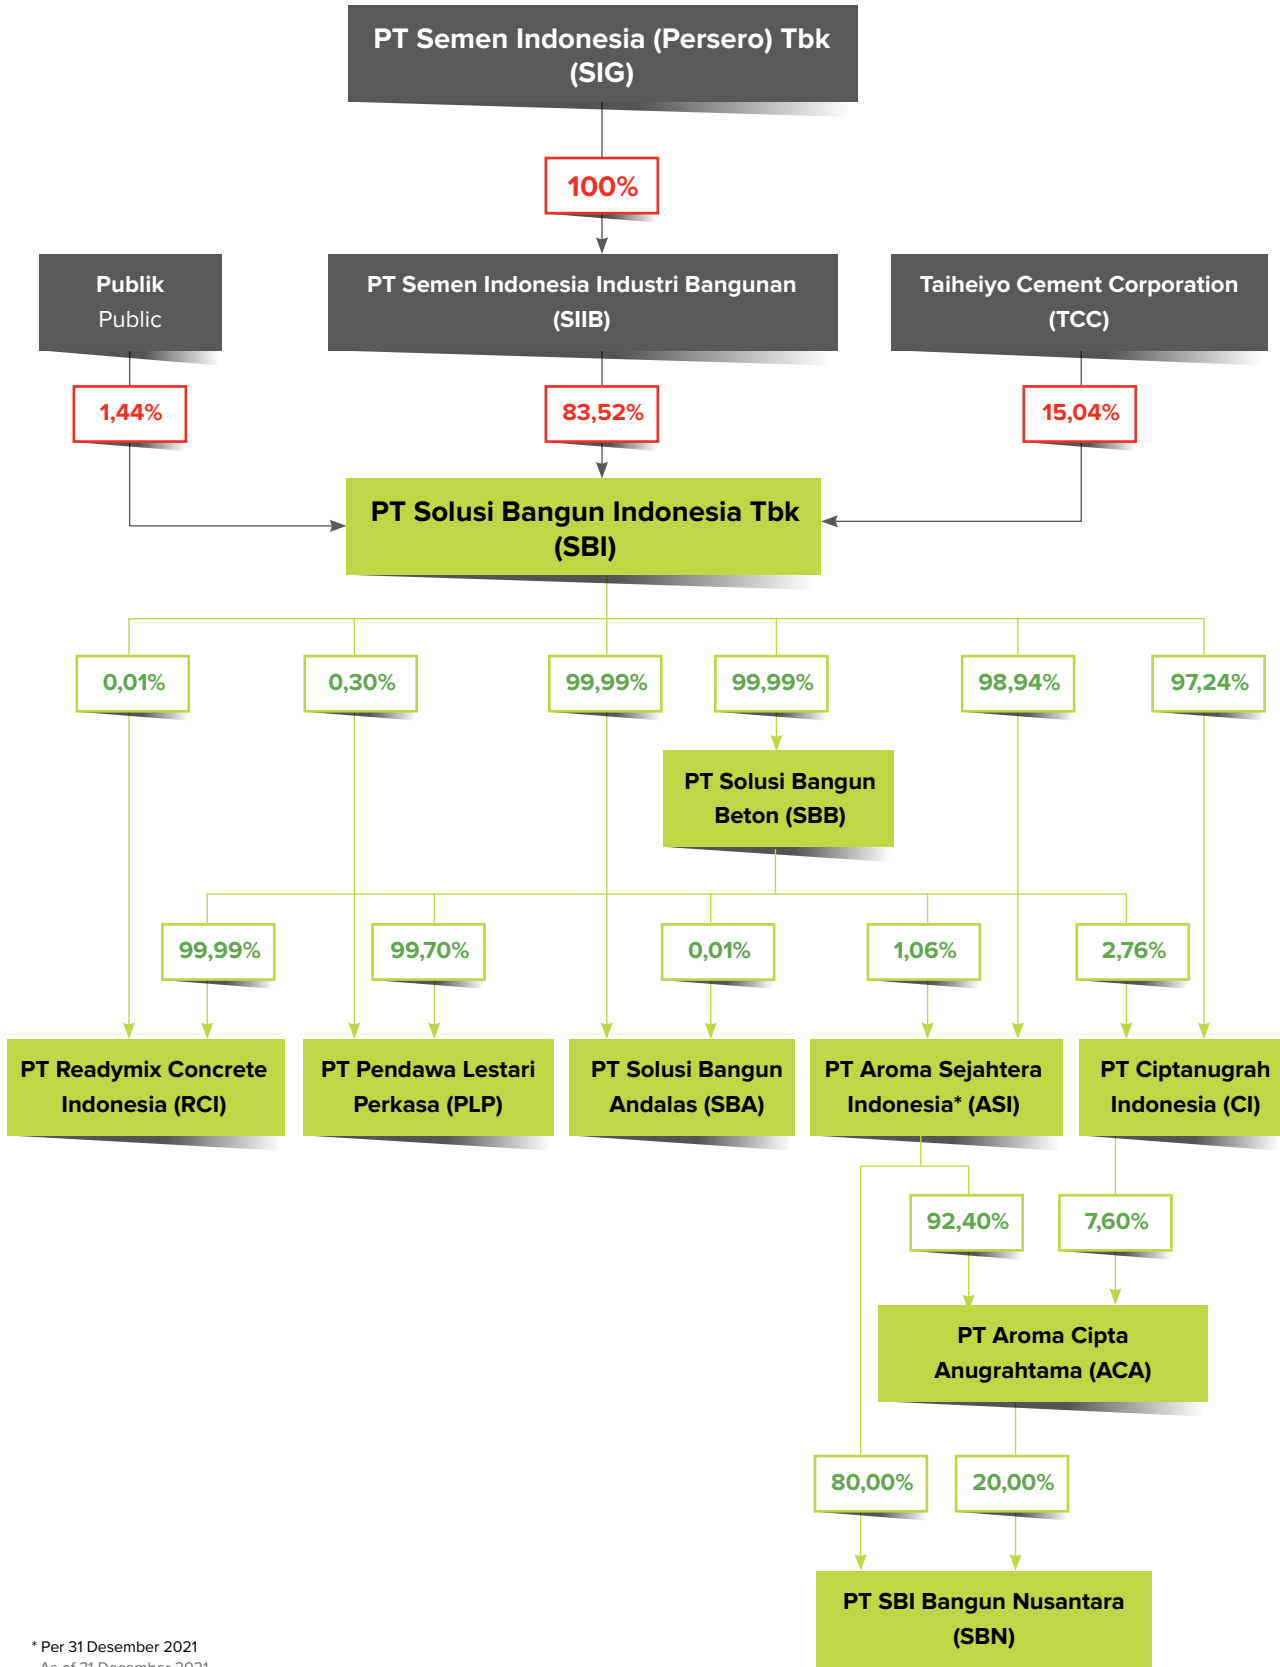 PT Semen Indonesia (Persero) Tbk
(SIG)
100%
Publik
Public
PT Semen Indonesia Industri Bangunan
(SIIB)
Taiheiyo Cement Corporation
(TCC)
1,44%
83,52%
15,04%
PT Solusi Bangun Indonesia Tbk
(SBI)
0,01%
0,30%
99,99%
99,99%
98,94%
97,24%
PT Solusi Bangun
Beton (SBB)
99,99%
99,70%
0,01%
1,06%
2,76%
PT Readymix Concrete
Indonesia (RCI)
PT Pendawa Lestari
Perkasa (PLP)
PT Solusi Bangun
Andalas (SBA)
PT Aroma Sejahtera
Indonesia* (ASI)
PT Ciptanugrah
Indonesia (CI)
92,40%
7,60%
PT Aroma Cipta
Anugrahtama (ACA)
80,00%
20,00%
PT SBI Bangun Nusantara
(SBN)
* Per 31 Desember 2021
As of 31 December 2021